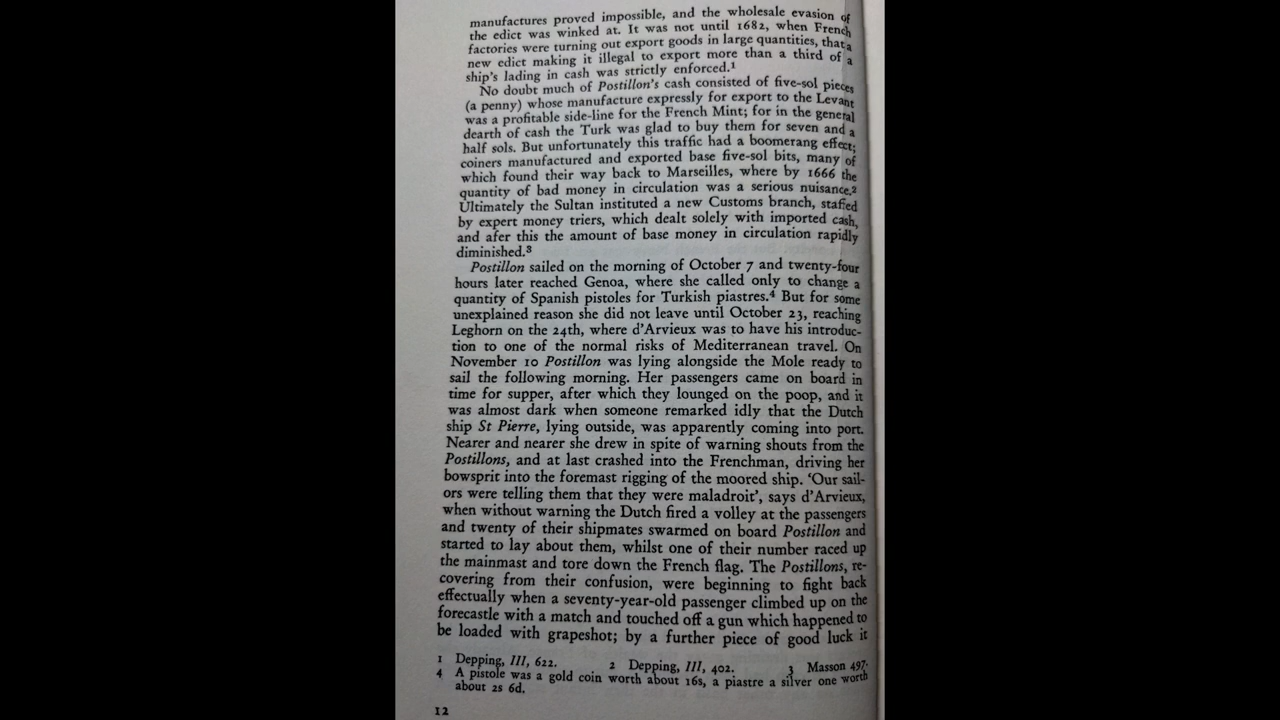 manufactures proved impossible, and the wholesale evasion of
the edict was winked at. It was not until 1682, when French
factories were turning out export goods in large quantities, that a
new edict making it illegal to export more than a third of a
ship's lading in cash was strictly enforced.¹
No doubt much of Postillon's cash consisted of five-sol pieces
(a penny) whose manufacture expressly for export to the Levant
was a profitable side-line for the French Mint; for in the general
dearth of cash the Turk was glad to buy them for seven and a
half sols. But unfortunately this traffic had a boomerang effect;
coiners manufactured and exported base five-sol bits, many of
which found their way back to Marseilles, where by 1666 the
quantity of bad money in circulation was a serious nuisance.²
Ultimately the Sultan instituted a new Customs branch, staffed
by expert money triers, which dealt solely with imported cash,
and afer this the amount of base money in circulation rapidly
diminished.³
Postillon sailed on the morning of October 7 and twenty-four
hours later reached Genoa, where she called only to change a
quantity of Spanish pistoles for Turkish piastres.⁴ But for some
unexplained reason she did not leave until October 23, reaching
Leghorn on the 24th, where d'Arvieux was to have his introduc-
tion to one of the normal risks of Mediterranean travel. On
November 10 Postillon was lying alongside the Mole ready to
sail the following morning. Her passengers came on board in
time for supper, after which they lounged on the poop, and it
was almost dark when someone remarked idly that the Dutch
ship St Pierre, lying outside, was apparently coming into port.
Nearer and nearer she drew in spite of warning shouts from the
Postillons, and at last crashed into the Frenchman, driving her
bowsprit into the foremast rigging of the moored ship. 'Our sail-
ors were telling them that they were maladroit', says d'Arvieux,
when without warning the Dutch fired a volley at the passengers
and twenty of their shipmates swarmed on board Postillon and
started to lay about them, whilst one of their number raced up
the mainmast and tore down the French flag. The Postillons, re-
covering from their confusion, were beginning to fight back
effectually when a seventy-year-old passenger climbed up on the
forecastle with a match and touched off a gun which happened to
be loaded with grapeshot; by a further piece of good luck it
1 Depping, III, 622. 2 Depping, III, 402. 3 Masson 497.
4 A pistole was a gold coin worth about 16s, a piastre a silver one worth
about 2s 6d.
12